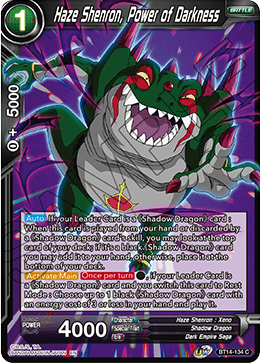 1
Haze Shenron, Power of Darkness
BATTLE
0 + 5000
Auto If your Leader Card is a 《Shadow Dragon》 card :
When this card is played from your hand or discarded by
a 《Shadow Dragon》 card's skill, you may look at the top
card of your deck; If it's a black 《Shadow Dragon》 card
you may add it to your hand; otherwise, place it at the
bottom of your deck.
Activate Main Once per turn If your Leader Card is
a 《Shadow Dragon》 card and you switch this card to
Rest Mode : Choose up to 1 black 《Shadow Dragon》 card
with an energy cost of 3 or less in your hand and play it.
POWER
4000
Character
Haze Shenron : Xeno
Special Trait
Shadow Dragon
Era
Dark Empire Saga
BT14-134 C